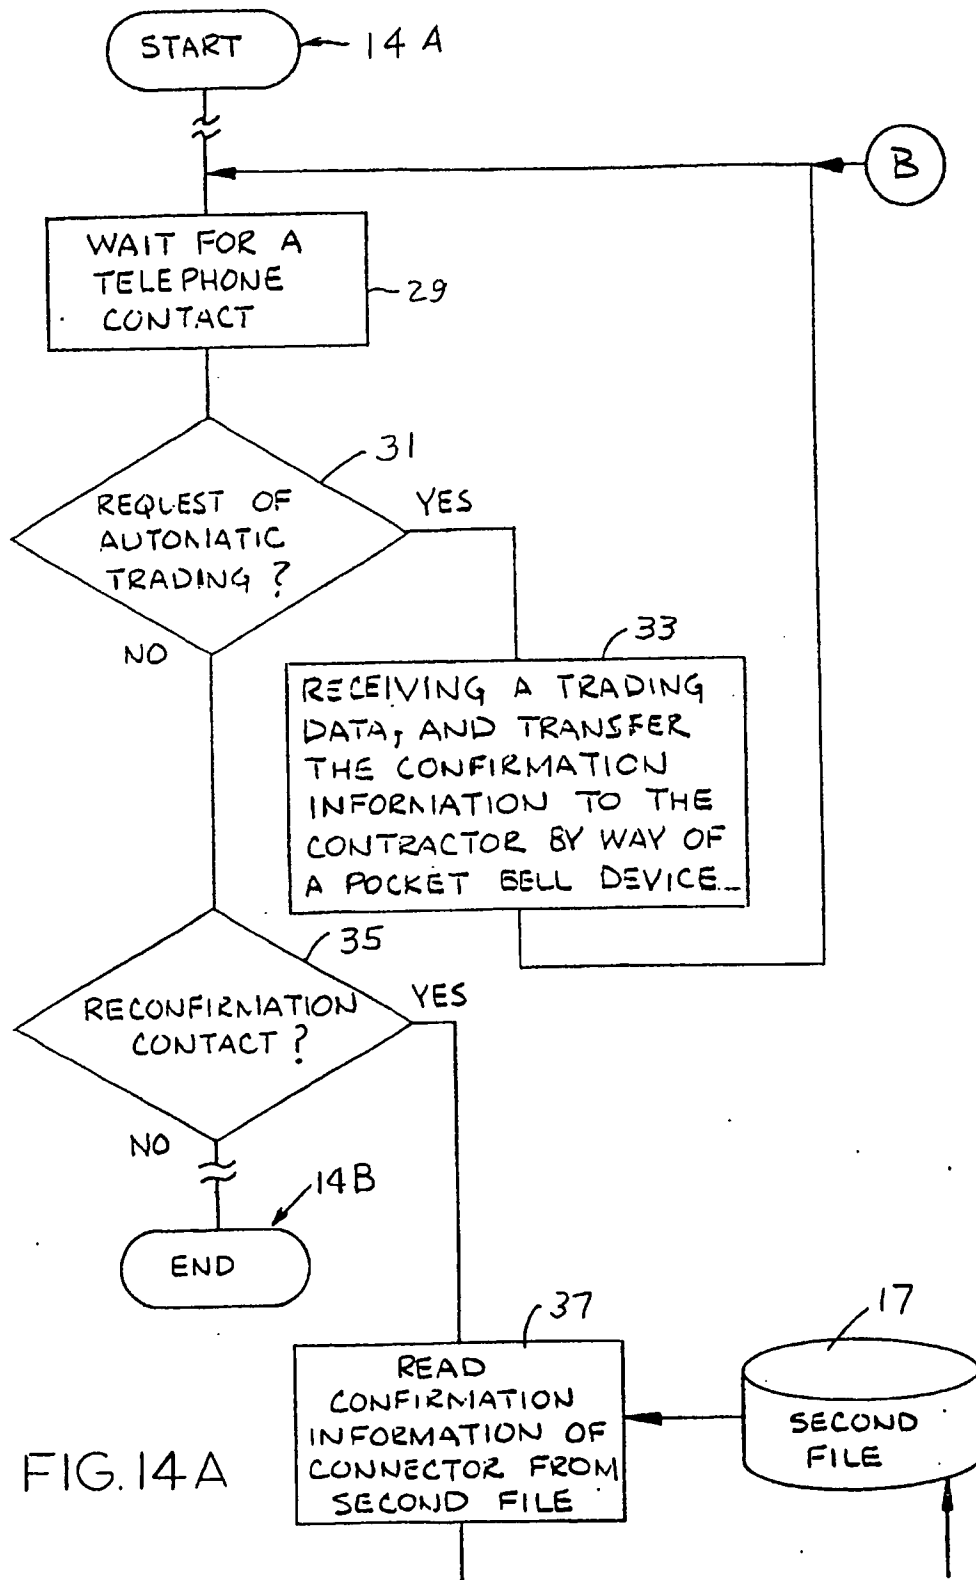 START
14A
B
WAIT FOR A
TELEPHONE
CONTACT
29
31
REQUEST OF
AUTOMATIC
TRADING?
YES
NO
33
RECEIVING A TRADING
DATA, AND TRANSFER
THE CONFIRMATION
INFORMATION TO THE
CONTRACTOR BY WAY OF
A POCKET BELL DEVICE
35
RECONFIRMATION
CONTACT?
YES
NO
14B
END
37
READ
CONFIRMATION
INFORMATION OF
CONNECTOR FROM
SECOND FILE
17
SECOND
FILE
FIG.14A